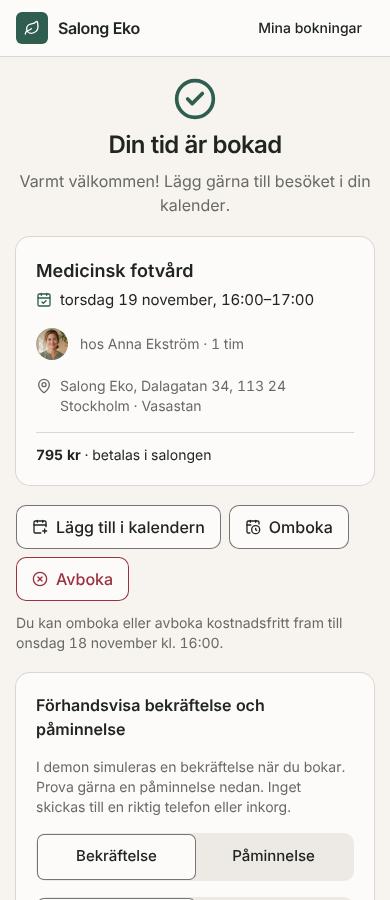 Salong Eko
Mina bokningar
Din tid är bokad
Varmt välkommen! Lägg gärna till besöket i din
kalender.
Medicinsk fotvård
torsdag 19 november, 16:00–17:00
hos Anna Ekström · 1 tim
Salong Eko, Dalagatan 34, 113 24
Stockholm · Vasastan
795 kr · betalas i salongen
Lägg till i kalendern
Omboka
Avboka
Du kan omboka eller avboka kostnadsfritt fram till
onsdag 18 november kl. 16:00.
Förhandsvisa bekräftelse och
påminnelse
I demon simuleras en bekräftelse när du bokar.
Prova gärna en påminnelse nedan. Inget
skickas till en riktig telefon eller inkorg.
Bekräftelse
Påminnelse